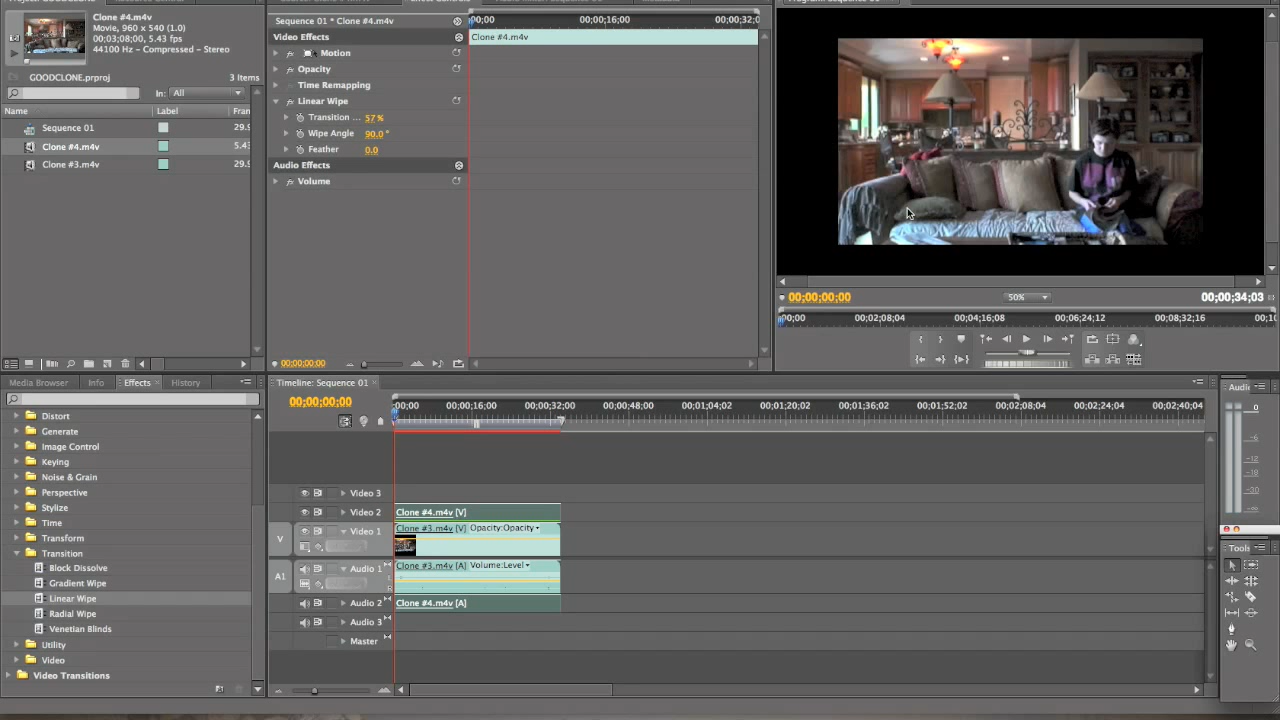 Clone #4.m4v
Movie, 960 x 540 (1.0)
00;03;08;00, 5.43 fps
44100 Hz - Compressed - Stereo
GOODCLONE.prproj
3 Items
In: All
Name Label Fran
Sequence 01 29.9
Clone #4.m4v 5.43
Clone #3.m4v 29.9
Sequence 01 * Clone #4.m4v
Video Effects
Motion
Opacity
Time Remapping
Linear Wipe
Transition ... 57 %
Wipe Angle 90.0 °
Feather 0.0
Audio Effects
Volume
00;00 00;00;16;00 00;00;32;0
Clone #4.m4v
00;00;00;00
00;00;00;00 50% 00;00;34;03
00;00 00;02;08;04 00;04;16;08 00;06;24;12 00;08;32;16 00;10
Media Browser Info Effects × History
Distort
Generate
Image Control
Keying
Noise & Grain
Perspective
Stylize
Time
Transform
Transition
Block Dissolve
Gradient Wipe
Linear Wipe
Radial Wipe
Venetian Blinds
Utility
Video
Video Transitions
Timeline: Sequence 01 ×
00;00;00;00
;00;00 00;00;16;00 00;00;32;00 00;00;48;00 00;01;04;02 00;01;20;02 00;01;36;02 00;01;52;02 00;02;08;04 00;02;24;04 00;02;40;04
Video 3
Video 2 Clone #4.m4v [V]
V Video 1 Clone #3.m4v [V] Opacity:Opacity
A1 Audio 1 Clone #3.m4v [A] Volume:Level
Audio 2 Clone #4.m4v [A]
Audio 3
Master
Audio
0
-6
-12
-18
-30
Tools